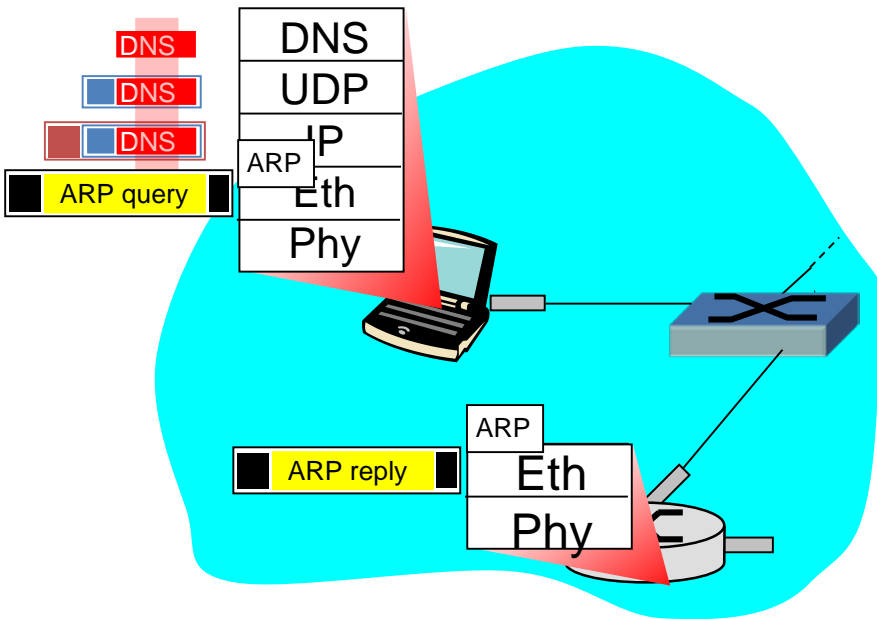 DNS
DNS
DNS
ARP query
DNS
UDP
IP
ARP
Eth
Phy
ARP
ARP reply
Eth
Phy